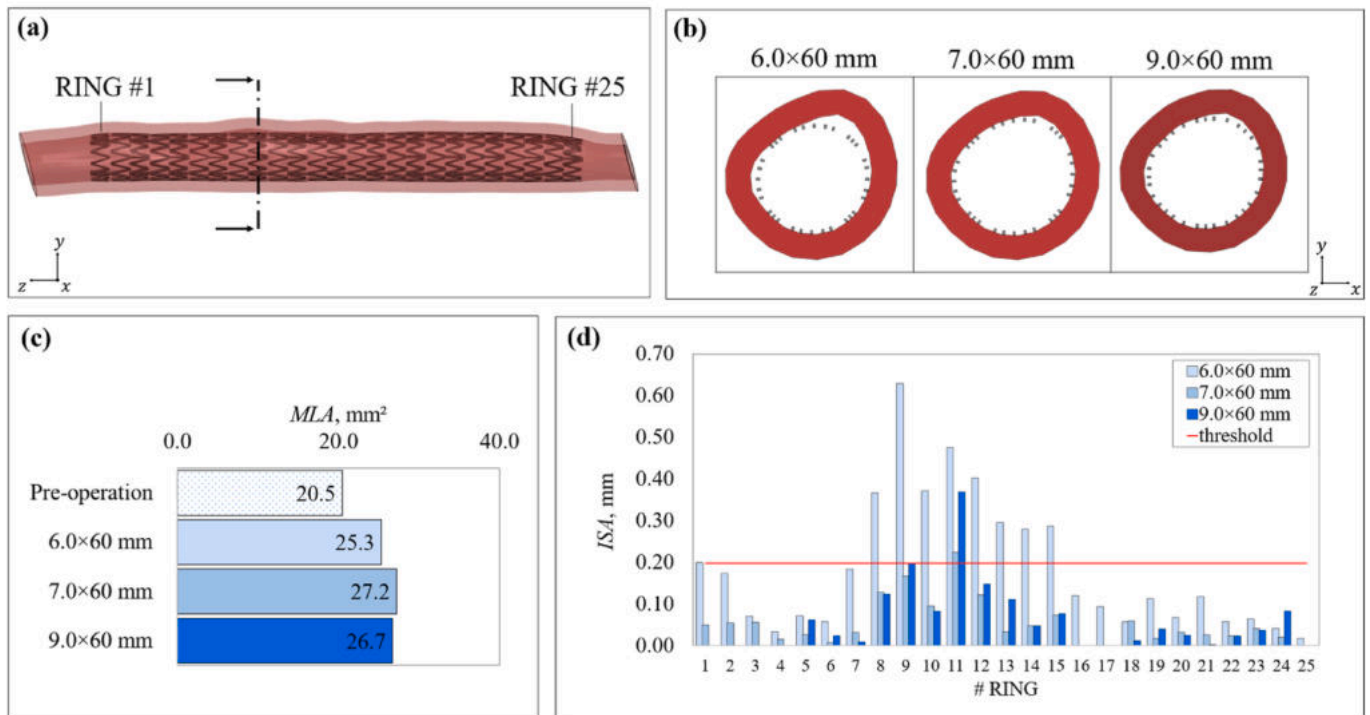 (a)
RING #1
RING #25
y
z
x
(b)
6.0×60 mm 7.0×60 mm 9.0×60 mm
y
z
x
(c)
MLA, mm²
0.0 20.0 40.0
Pre-operation 20.5
6.0×60 mm 25.3
7.0×60 mm 27.2
9.0×60 mm 26.7
(d)
ISA, mm
0.70
0.60
0.50
0.40
0.30
0.20
0.10
0.00
6.0×60 mm
7.0×60 mm
9.0×60 mm
threshold
1 2 3 4 5 6 7 8 9 10 11 12 13 14 15 16 17 18 19 20 21 22 23 24 25
# RING